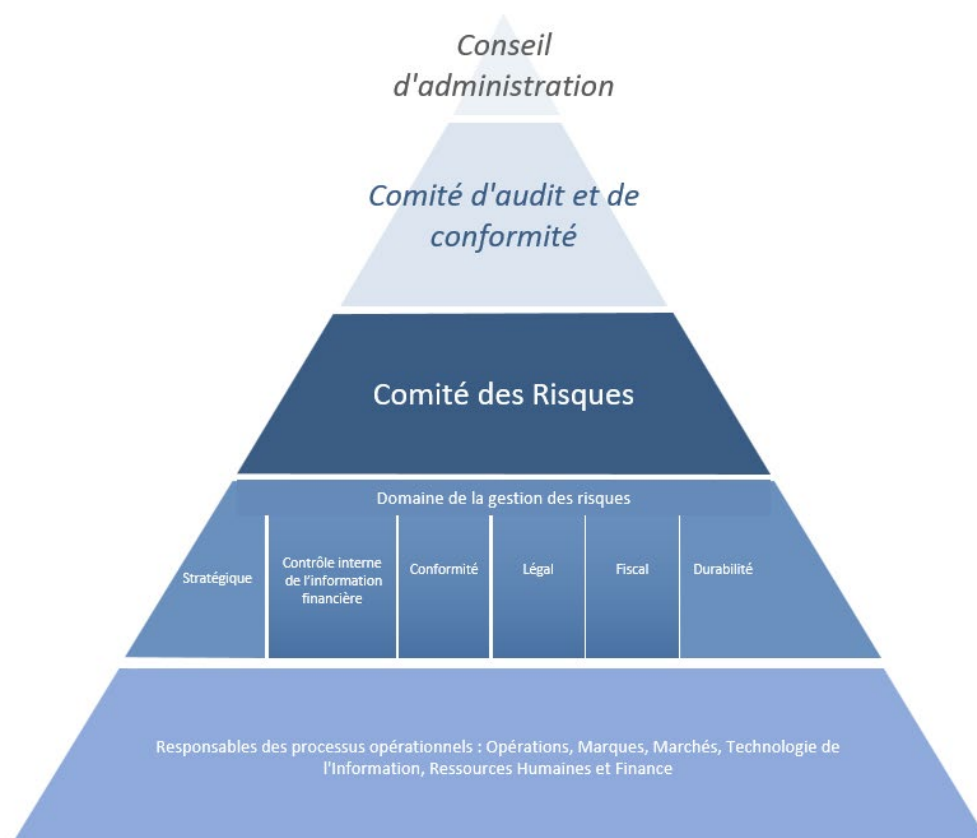 Conseil
d'administration
Comité d'audit et de
conformité
Comité des Risques
Domaine de la gestion des risques
Stratégique
Contrôle interne
de l'information
financière
Conformité
Légal
Fiscal
Durabilité
Responsables des processus opérationnels : Opérations, Marques, Marchés, Technologie de
l'Information, Ressources Humaines et Finance